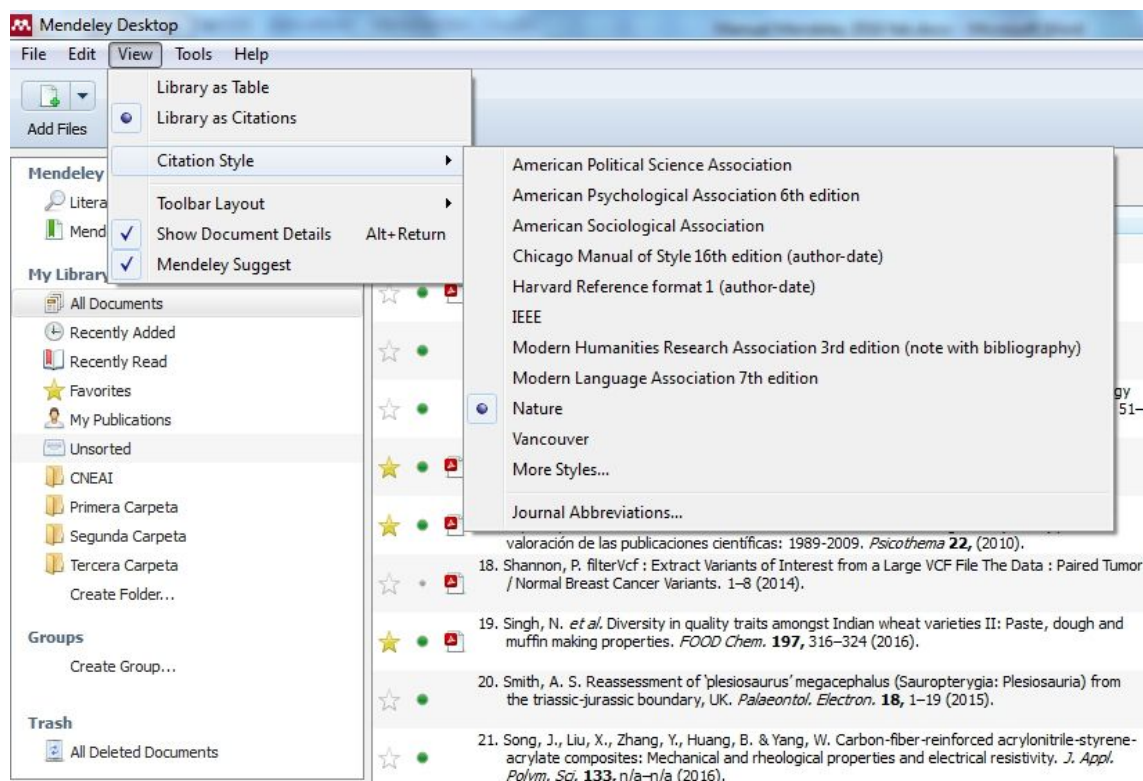 Mendeley Desktop
File Edit View Tools Help
Add Files
Library as Table
Library as Citations
Citation Style
Toolbar Layout
Show Document Details Alt+Return
Mendeley Suggest
American Political Science Association
American Psychological Association 6th edition
American Sociological Association
Chicago Manual of Style 16th edition (author-date)
Harvard Reference format 1 (author-date)
IEEE
Modern Humanities Research Association 3rd edition (note with bibliography)
Modern Language Association 7th edition
Nature
Vancouver
More Styles...
Journal Abbreviations...
Mendeley
Litera
Mend
My Library
All Documents
Recently Added
Recently Read
Favorites
My Publications
Unsorted
CNEAI
Primera Carpeta
Segunda Carpeta
Tercera Carpeta
Create Folder...
Groups
Create Group...
Trash
All Deleted Documents
gy
51–
valoración de las publicaciones científicas: 1989-2009. Psicothema 22, (2010).
18. Shannon, P. filterVcf : Extract Variants of Interest from a Large VCF File The Data : Paired Tumor
/ Normal Breast Cancer Variants. 1–8 (2014).
19. Singh, N. et al. Diversity in quality traits amongst Indian wheat varieties II: Paste, dough and
muffin making properties. FOOD Chem. 197, 316–324 (2016).
20. Smith, A. S. Reassessment of 'plesiosaurus' megacephalus (Sauropterygia: Plesiosauria) from
the triassic-jurassic boundary, UK. Palaeontol. Electron. 18, 1–19 (2015).
21. Song, J., Liu, X., Zhang, Y., Huang, B. & Yang, W. Carbon-fiber-reinforced acrylonitrile-styrene-
acrylate composites: Mechanical and rheological properties and electrical resistivity. J. Appl.
Polym. Sci. 133, n/a–n/a (2016).